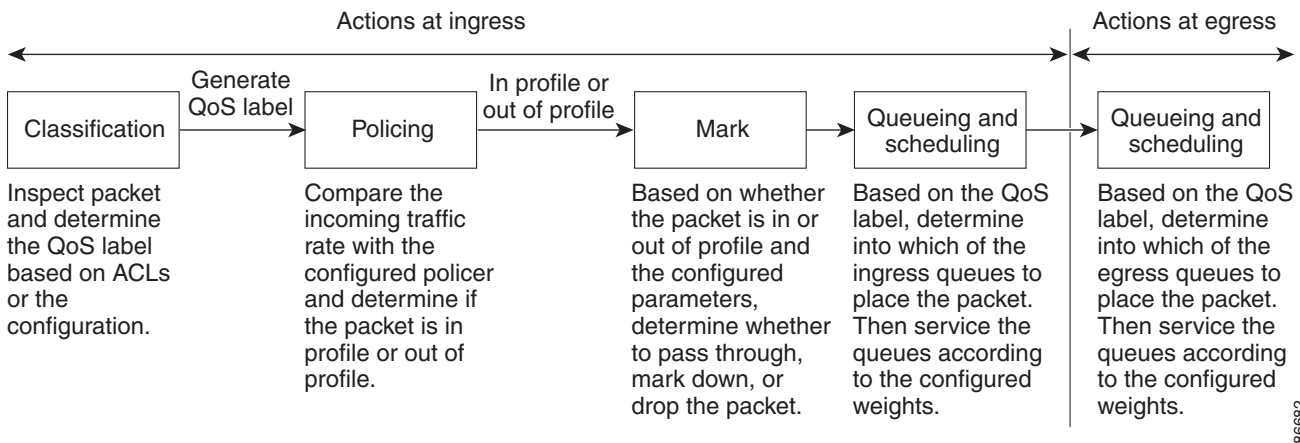 Actions at ingress
Actions at egress
Classification
Generate
QoS label
Policing
In profile or
out of profile
Mark
Queueing and
scheduling
Queueing and
scheduling
Inspect packet
and determine
the QoS label
based on ACLs
or the
configuration.
Compare the
incoming traffic
rate with the
configured policer
and determine if
the packet is in
profile or out of
profile.
Based on whether
the packet is in or
out of profile and
the configured
parameters,
determine whether
to pass through,
mark down, or
drop the packet.
Based on the QoS
label, determine
into which of the
ingress queues to
place the packet.
Then service the
queues according
to the configured
weights.
Based on the QoS
label, determine
into which of the
egress queues to
place the packet.
Then service the
queues according
to the configured
weights.
86682